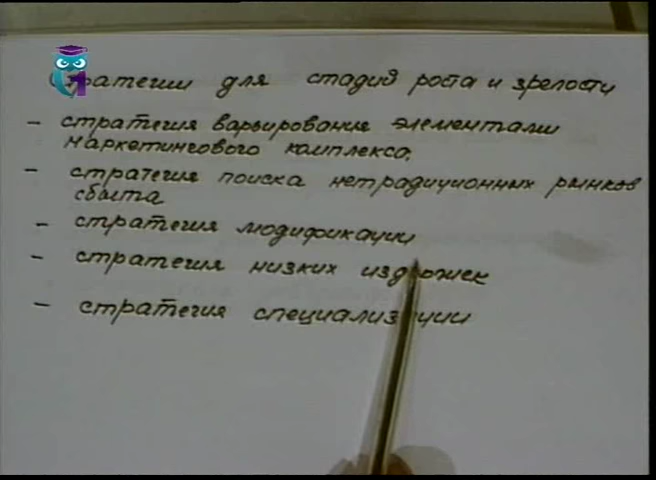 Стратегии для стадий роста и зрелости
- стратегия варьирования элементами
маркетингового комплекса;
- стратегия поиска нетрадиционных рынков
сбыта
- стратегия модификации
- стратегия низких издержек
- стратегия специализации